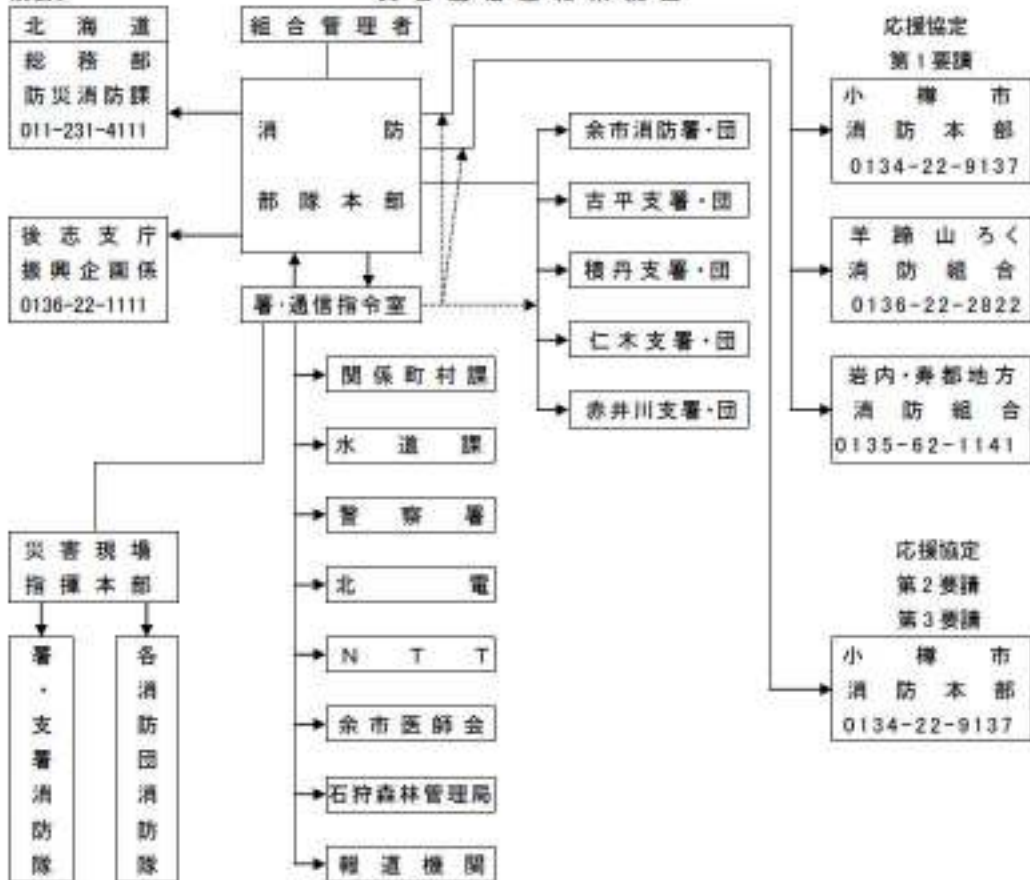 北海道
総務部
防災消防課
011-231-4111
組合管理者
消防
部隊本部
後志支庁
振興企画係
0136-22-1111
署・通信指令室
余市消防署・団
古平支署・団
積丹支署・団
仁木支署・団
赤井川支署・団
応援協定
第1要請
小樽市
消防本部
0134-22-9137
羊蹄山ろく
消防組合
0136-22-2822
岩内・寿都地方
消防組合
0135-62-1141
関係町村課
水道課
警察署
北電
NTT
余市医師会
石狩森林管理局
報道機関
災害現場
指揮本部
署・支署消防隊
各消防団消防隊
応援協定
第2要請
第3要請
小樽市
消防本部
0134-22-9137